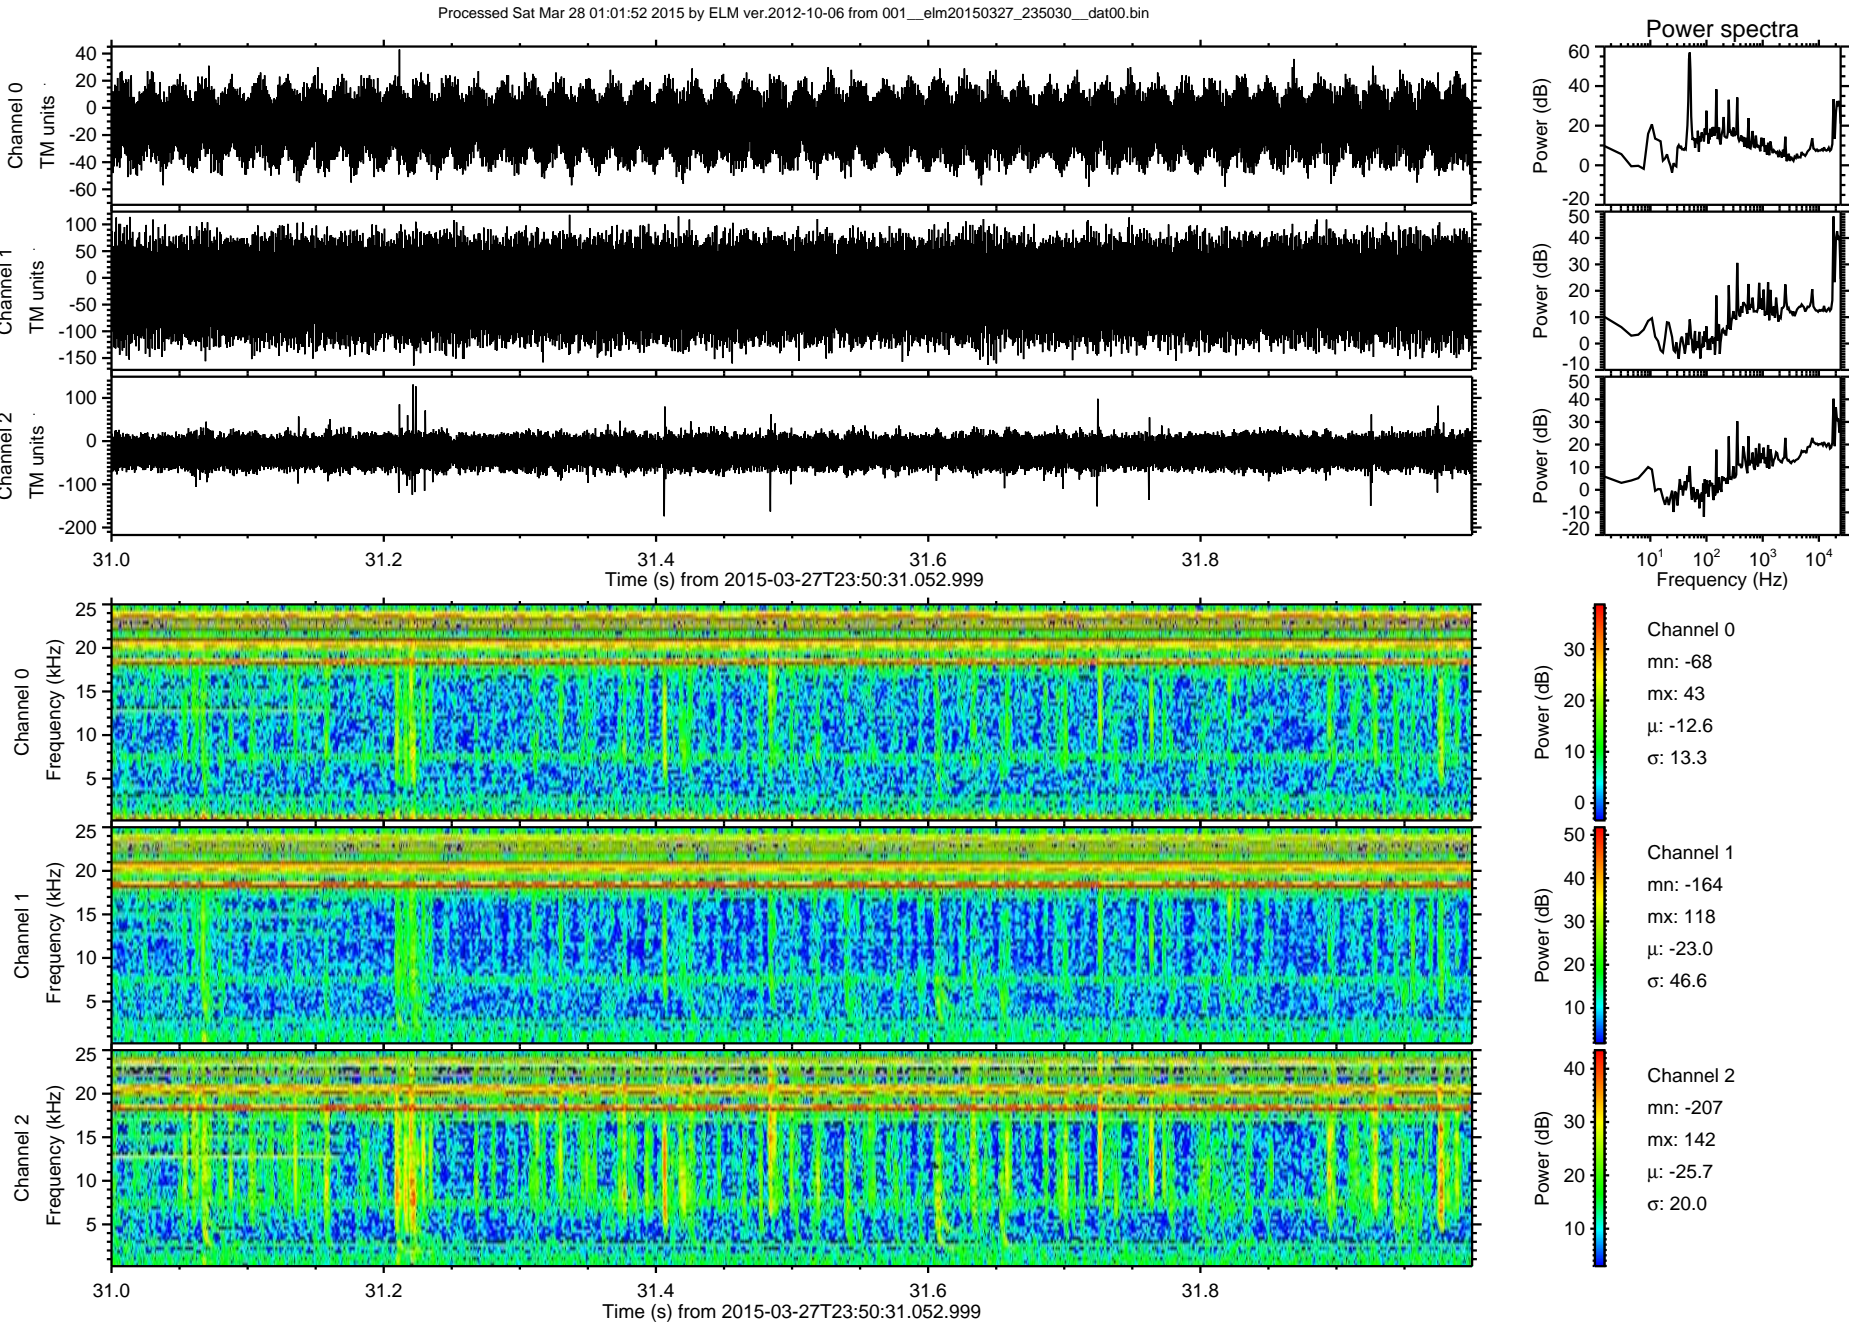 Processed Sat Mar 28 01:01:52 2015 by ELM ver.2012-10-06 from 001__elm20150327_235030__dat00.bin
Power spectra
Channel 0
TM units
40
20
0
-20
-40
-60
Power (dB)
60
40
20
0
-20
Channel 1
TM units
100
50
0
-50
-100
-150
Power (dB)
50
40
30
20
10
0
-10
Channel 2
TM units
100
0
-100
-200
Power (dB)
50
40
30
20
10
0
-10
-20
31.0 31.2 31.4 31.6 31.8
Time (s) from 2015-03-27T23:50:31.052.999
10^1 10^2 10^3 10^4
Frequency (Hz)
Channel 0
Frequency (kHz)
25
20
15
10
5
Power (dB)
30
20
10
0
Channel 0
mn: -68
mx: 43
μ: -12.6
σ: 13.3
Channel 1
Frequency (kHz)
25
20
15
10
5
Power (dB)
50
40
30
20
10
Channel 1
mn: -164
mx: 118
μ: -23.0
σ: 46.6
Channel 2
Frequency (kHz)
25
20
15
10
5
Power (dB)
40
30
20
10
Channel 2
mn: -207
mx: 142
μ: -25.7
σ: 20.0
31.0 31.2 31.4 31.6 31.8
Time (s) from 2015-03-27T23:50:31.052.999